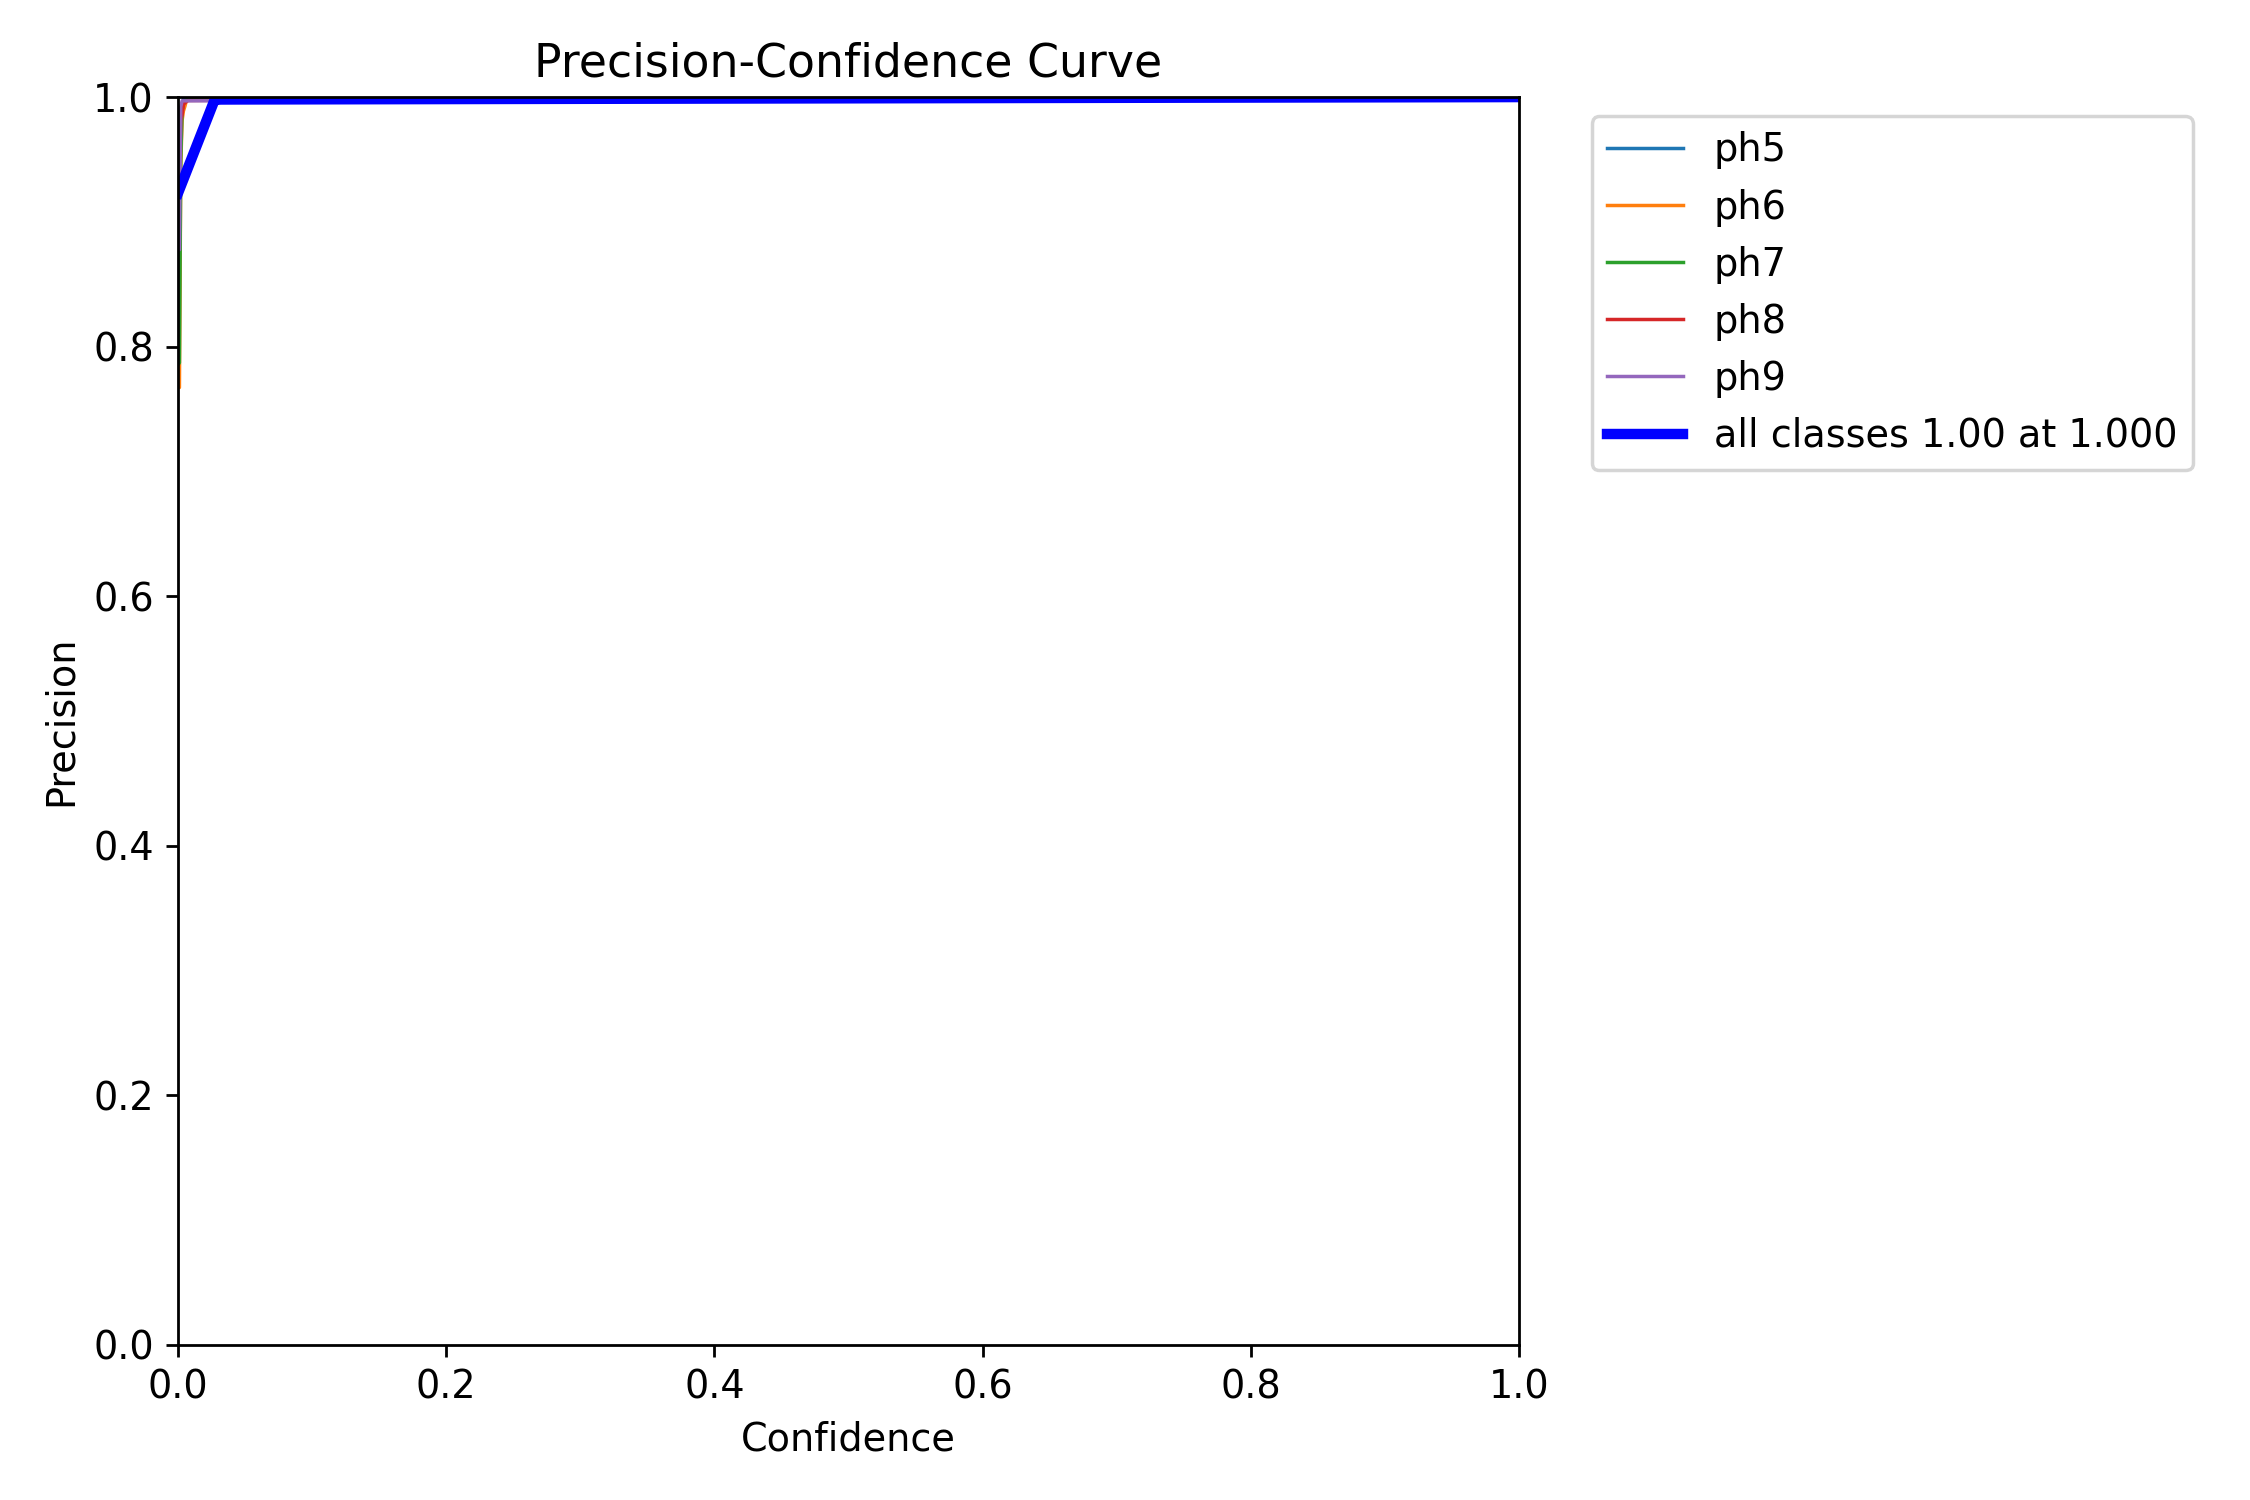 Precision-Confidence Curve
1.0
0.8
0.6
0.4
0.2
0.0
Precision
0.0 0.2 0.4 0.6 0.8 1.0
Confidence
ph5
ph6
ph7
ph8
ph9
all classes 1.00 at 1.000